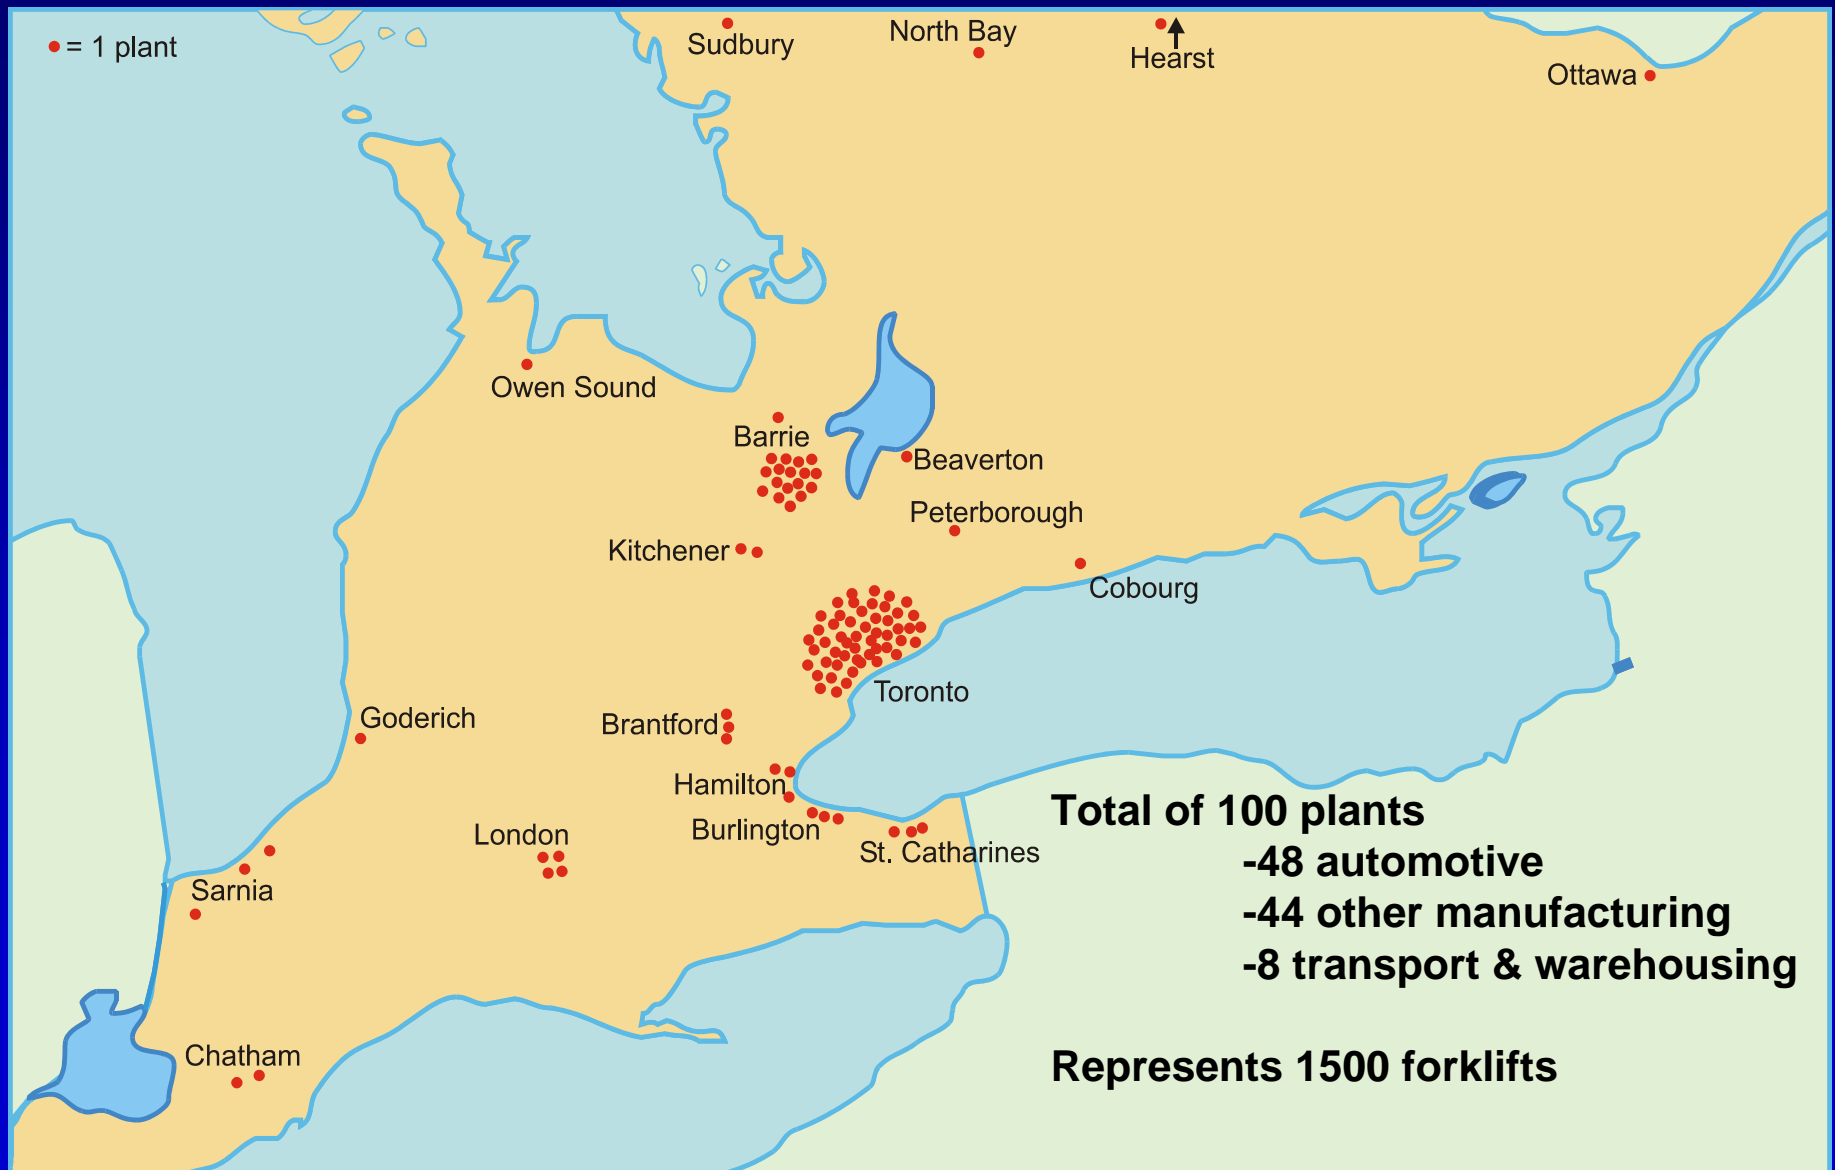 = 1 plant
Sudbury
North Bay
Hearst
Ottawa
Owen Sound
Barrie
Beaverton
Peterborough
Kitchener
Cobourg
Toronto
Goderich
Brantford
Hamilton
Burlington
London
St. Catharines
Sarnia
Chatham
Total of 100 plants
-48 automotive
-44 other manufacturing
-8 transport & warehousing
Represents 1500 forklifts